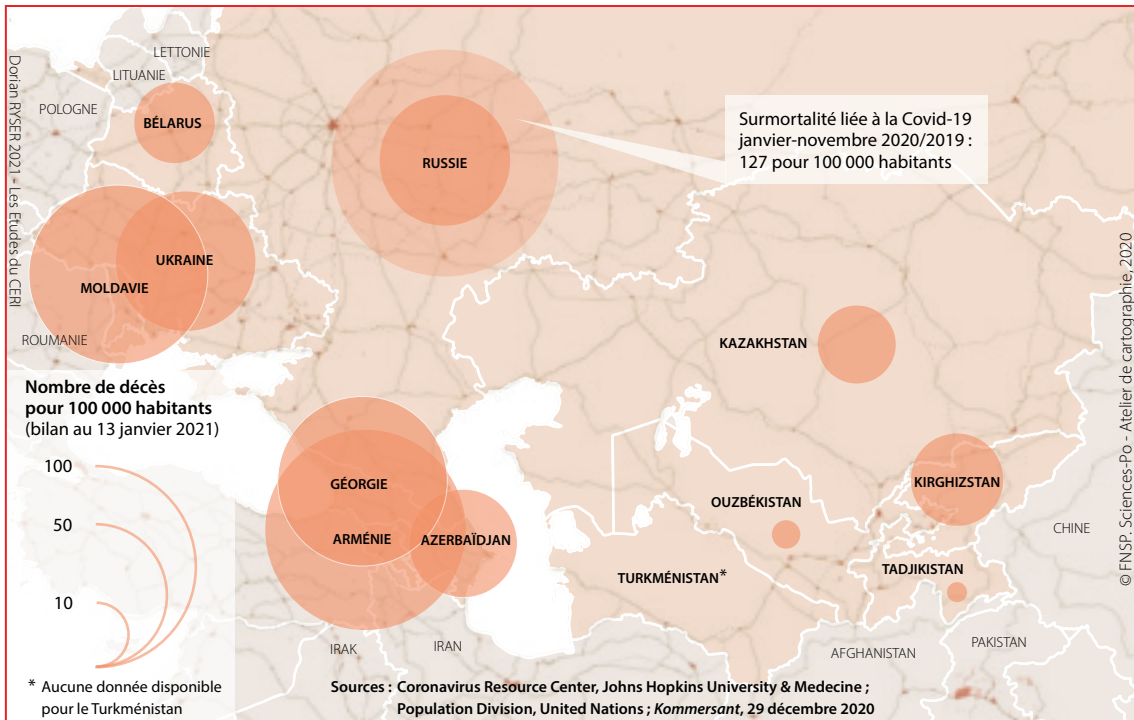 LETTONIE
LITUANIE
POLOGNE
BÉLARUS
RUSSIE
Surmortalité liée à la Covid-19
janvier-novembre 2020/2019 :
127 pour 100 000 habitants
UKRAINE
MOLDAVIE
ROUMANIE
KAZAKHSTAN
Nombre de décès
pour 100 000 habitants
(bilan au 13 janvier 2021)
100
50
10
GÉORGIE
ARMÉNIE
AZERBAÏDJAN
OUZBÉKISTAN
KIRGHIZSTAN
CHINE
TURKMÉNISTAN*
TADJIKISTAN
IRAK
IRAN
AFGHANISTAN
PAKISTAN
* Aucune donnée disponible
pour le Turkménistan
Sources : Coronavirus Resource Center, Johns Hopkins University & Medecine ;
Population Division, United Nations ; Kommersant, 29 décembre 2020
Dorian RYSER 2021 - Les Etudes du CERI
© FNSP. Sciences-Po - Atelier de cartographie, 2020